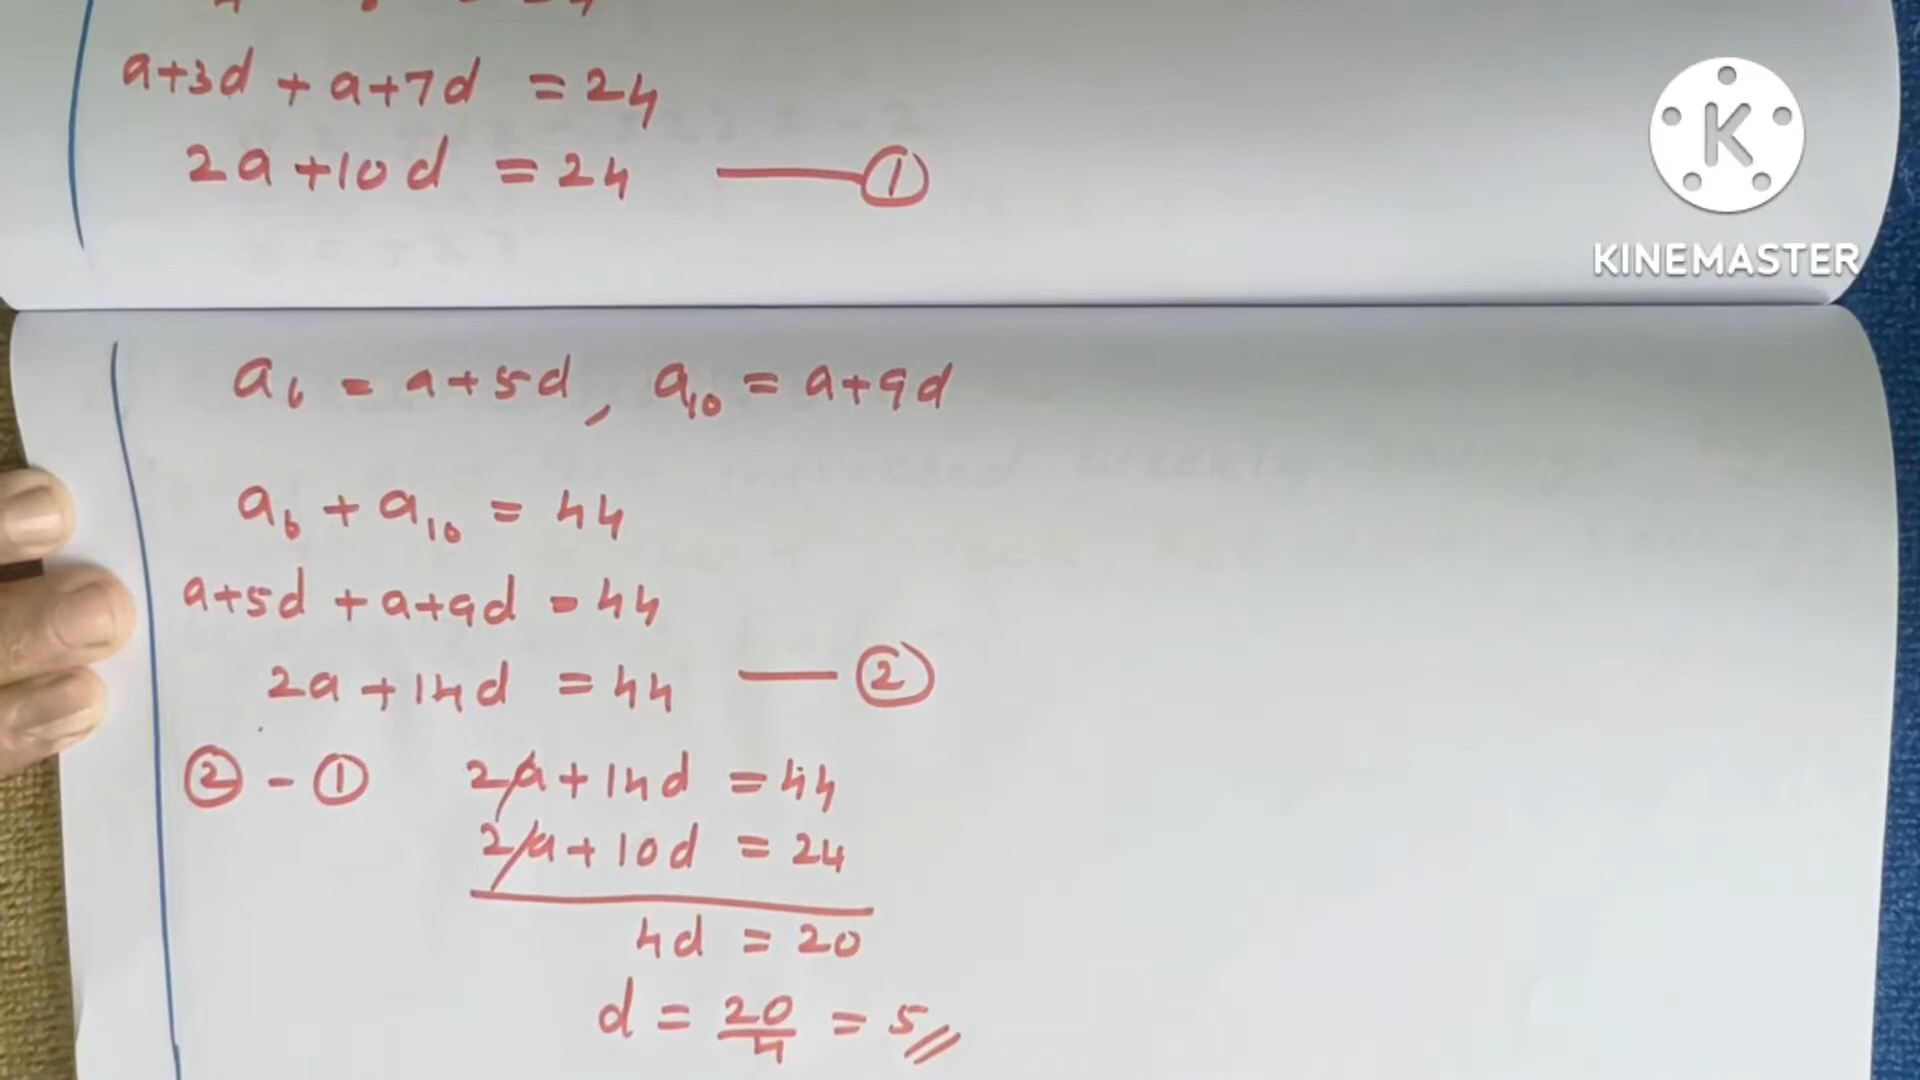 a+3d + a+7d = 24
2a+10d = 24 —— ①
K
KINEMASTER
a₆ = a+5d, a₁₀ = a+9d
a₆ + a₁₀ = 44
a+5d + a+9d = 44
2a+14d = 44 —— ②
② - ① 2a+14d = 44
2a+10d = 24
4d = 20
d = 20/4 = 5//